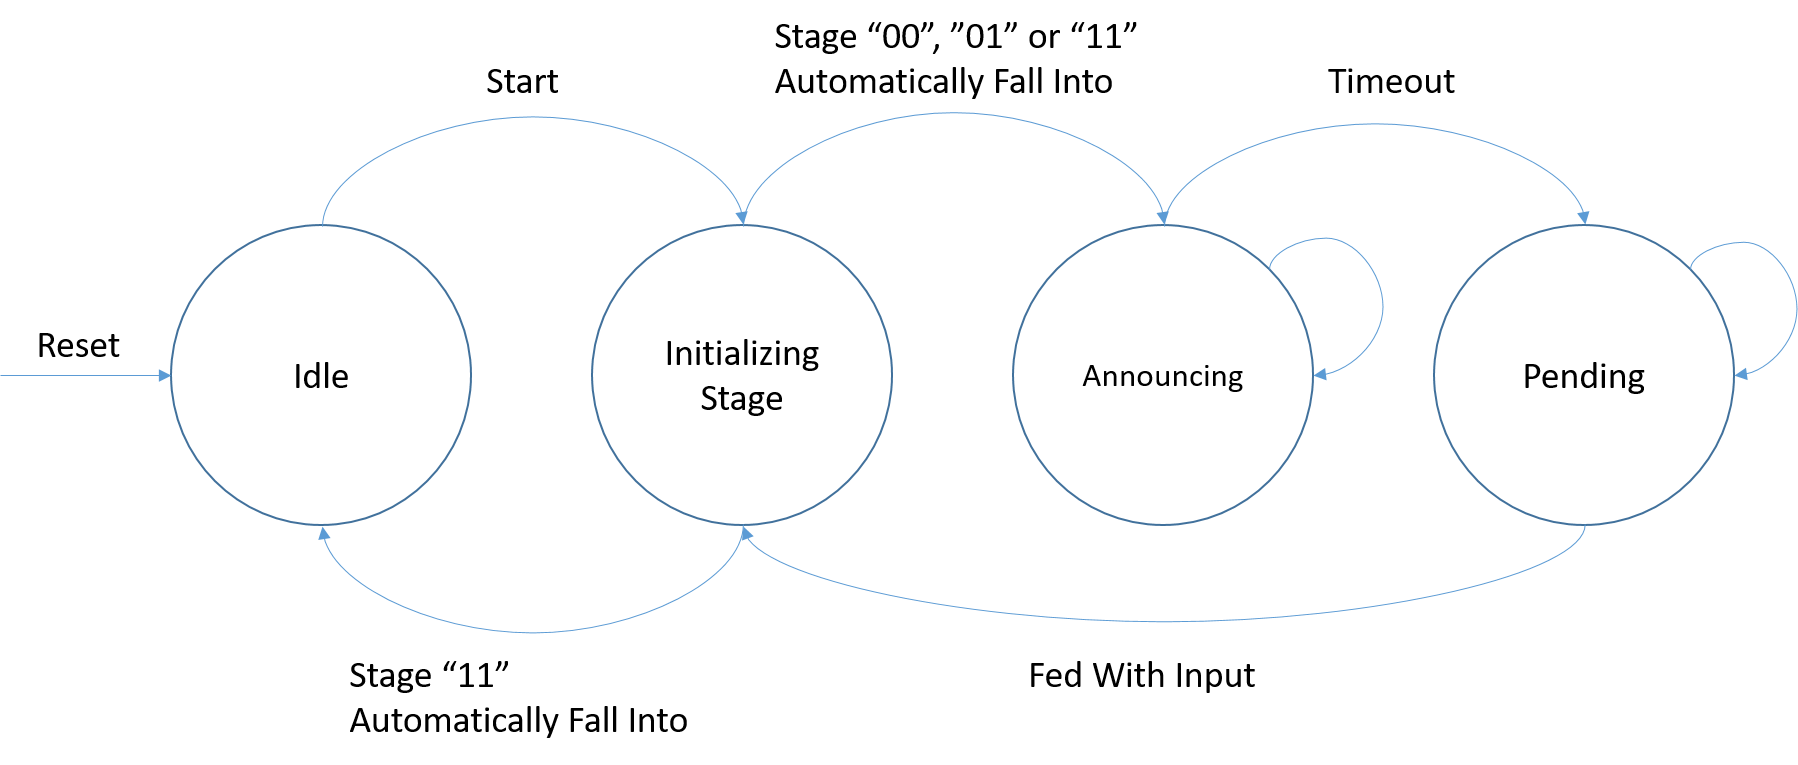 Stage “00”, ”01” or “11”
Automatically Fall Into
Start
Timeout
Reset
Idle
Initializing
Stage
Announcing
Pending
Stage “11”
Automatically Fall Into
Fed With Input